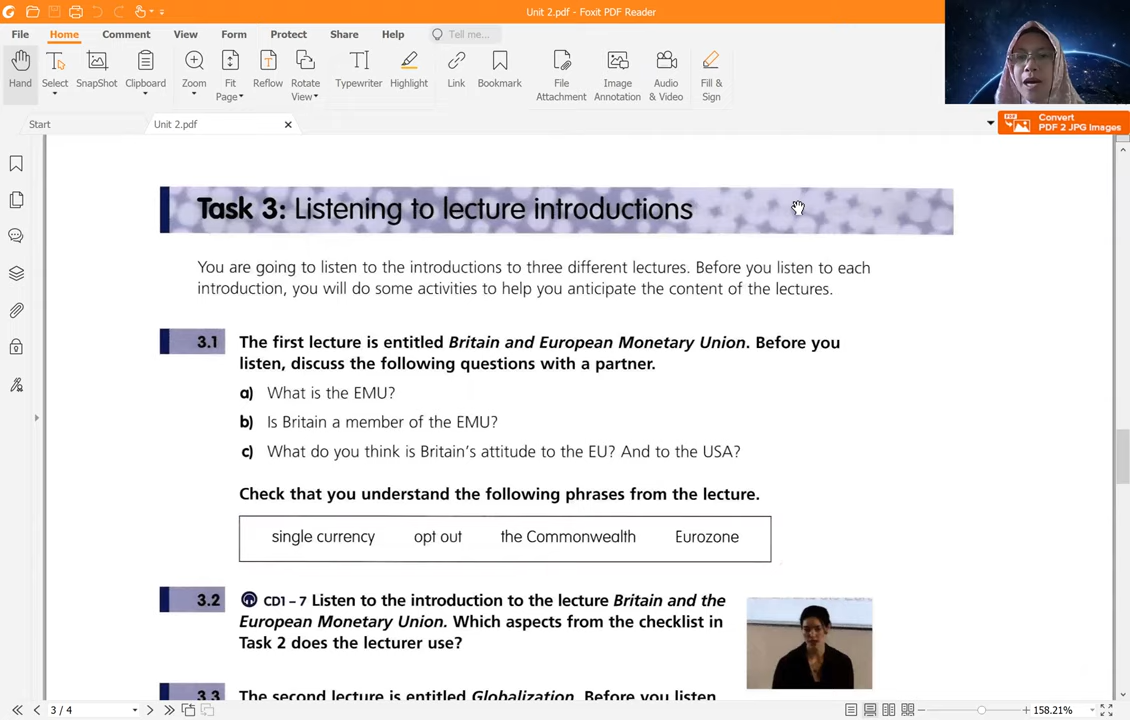 Unit 2.pdf - Foxit PDF Reader
File Home Comment View Form Protect Share Help Tell me...
Hand Select SnapShot Clipboard Zoom Fit Page Reflow Rotate View Typewriter Highlight Link Bookmark File Attachment Image Annotation Audio & Video Fill & Sign
Start Unit 2.pdf
Convert
PDF 2 JPG Images
Task 3: Listening to lecture introductions
You are going to listen to the introductions to three different lectures. Before you listen to each
introduction, you will do some activities to help you anticipate the content of the lectures.
3.1 The first lecture is entitled Britain and European Monetary Union. Before you
listen, discuss the following questions with a partner.
a) What is the EMU?
b) Is Britain a member of the EMU?
c) What do you think is Britain's attitude to the EU? And to the USA?
Check that you understand the following phrases from the lecture.
single currency opt out the Commonwealth Eurozone
3.2 CD1 – 7 Listen to the introduction to the lecture Britain and the
European Monetary Union. Which aspects from the checklist in
Task 2 does the lecturer use?
3.3 The second lecture is entitled Globalization. Before you listen
3 / 4 158.21%